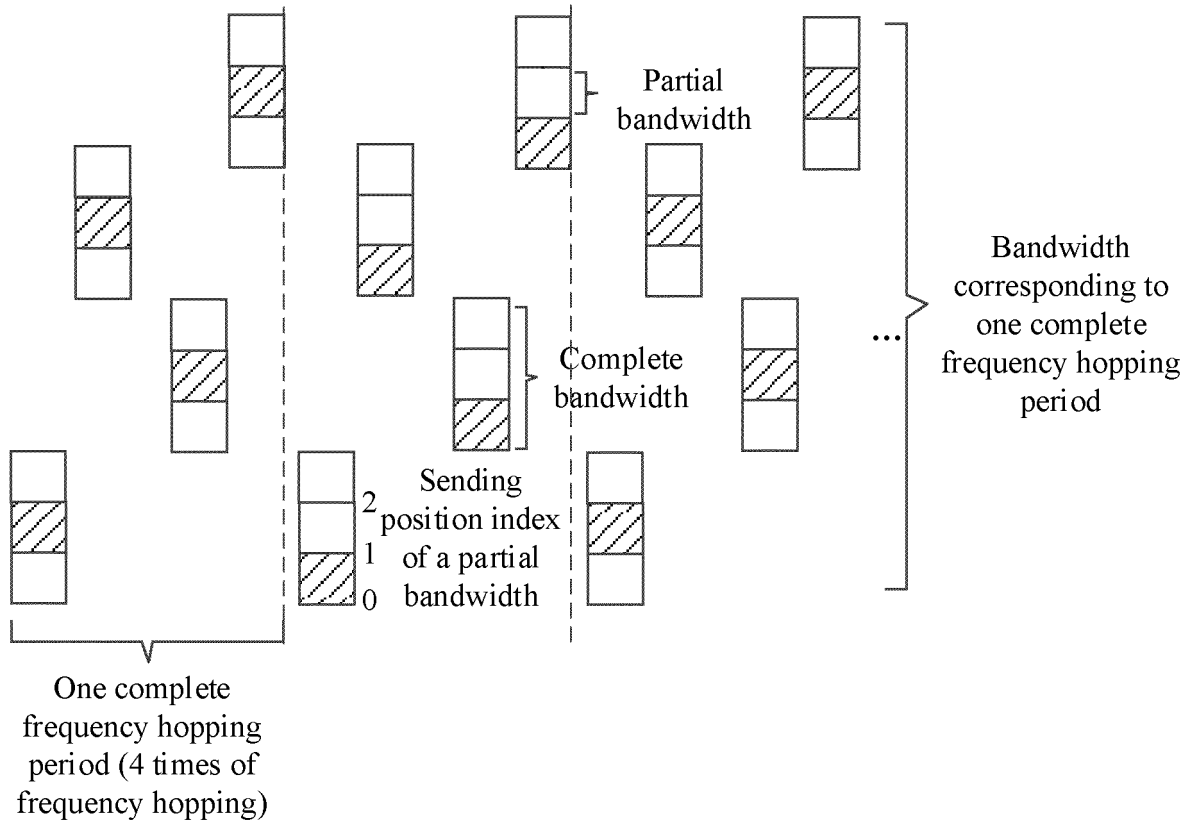 Partial
bandwidth
Bandwidth
corresponding to
one complete
frequency hopping
period
...
Complete
bandwidth
Sending
position index
of a partial
bandwidth
2
1
0
One complete
frequency hopping
period (4 times of
frequency hopping)